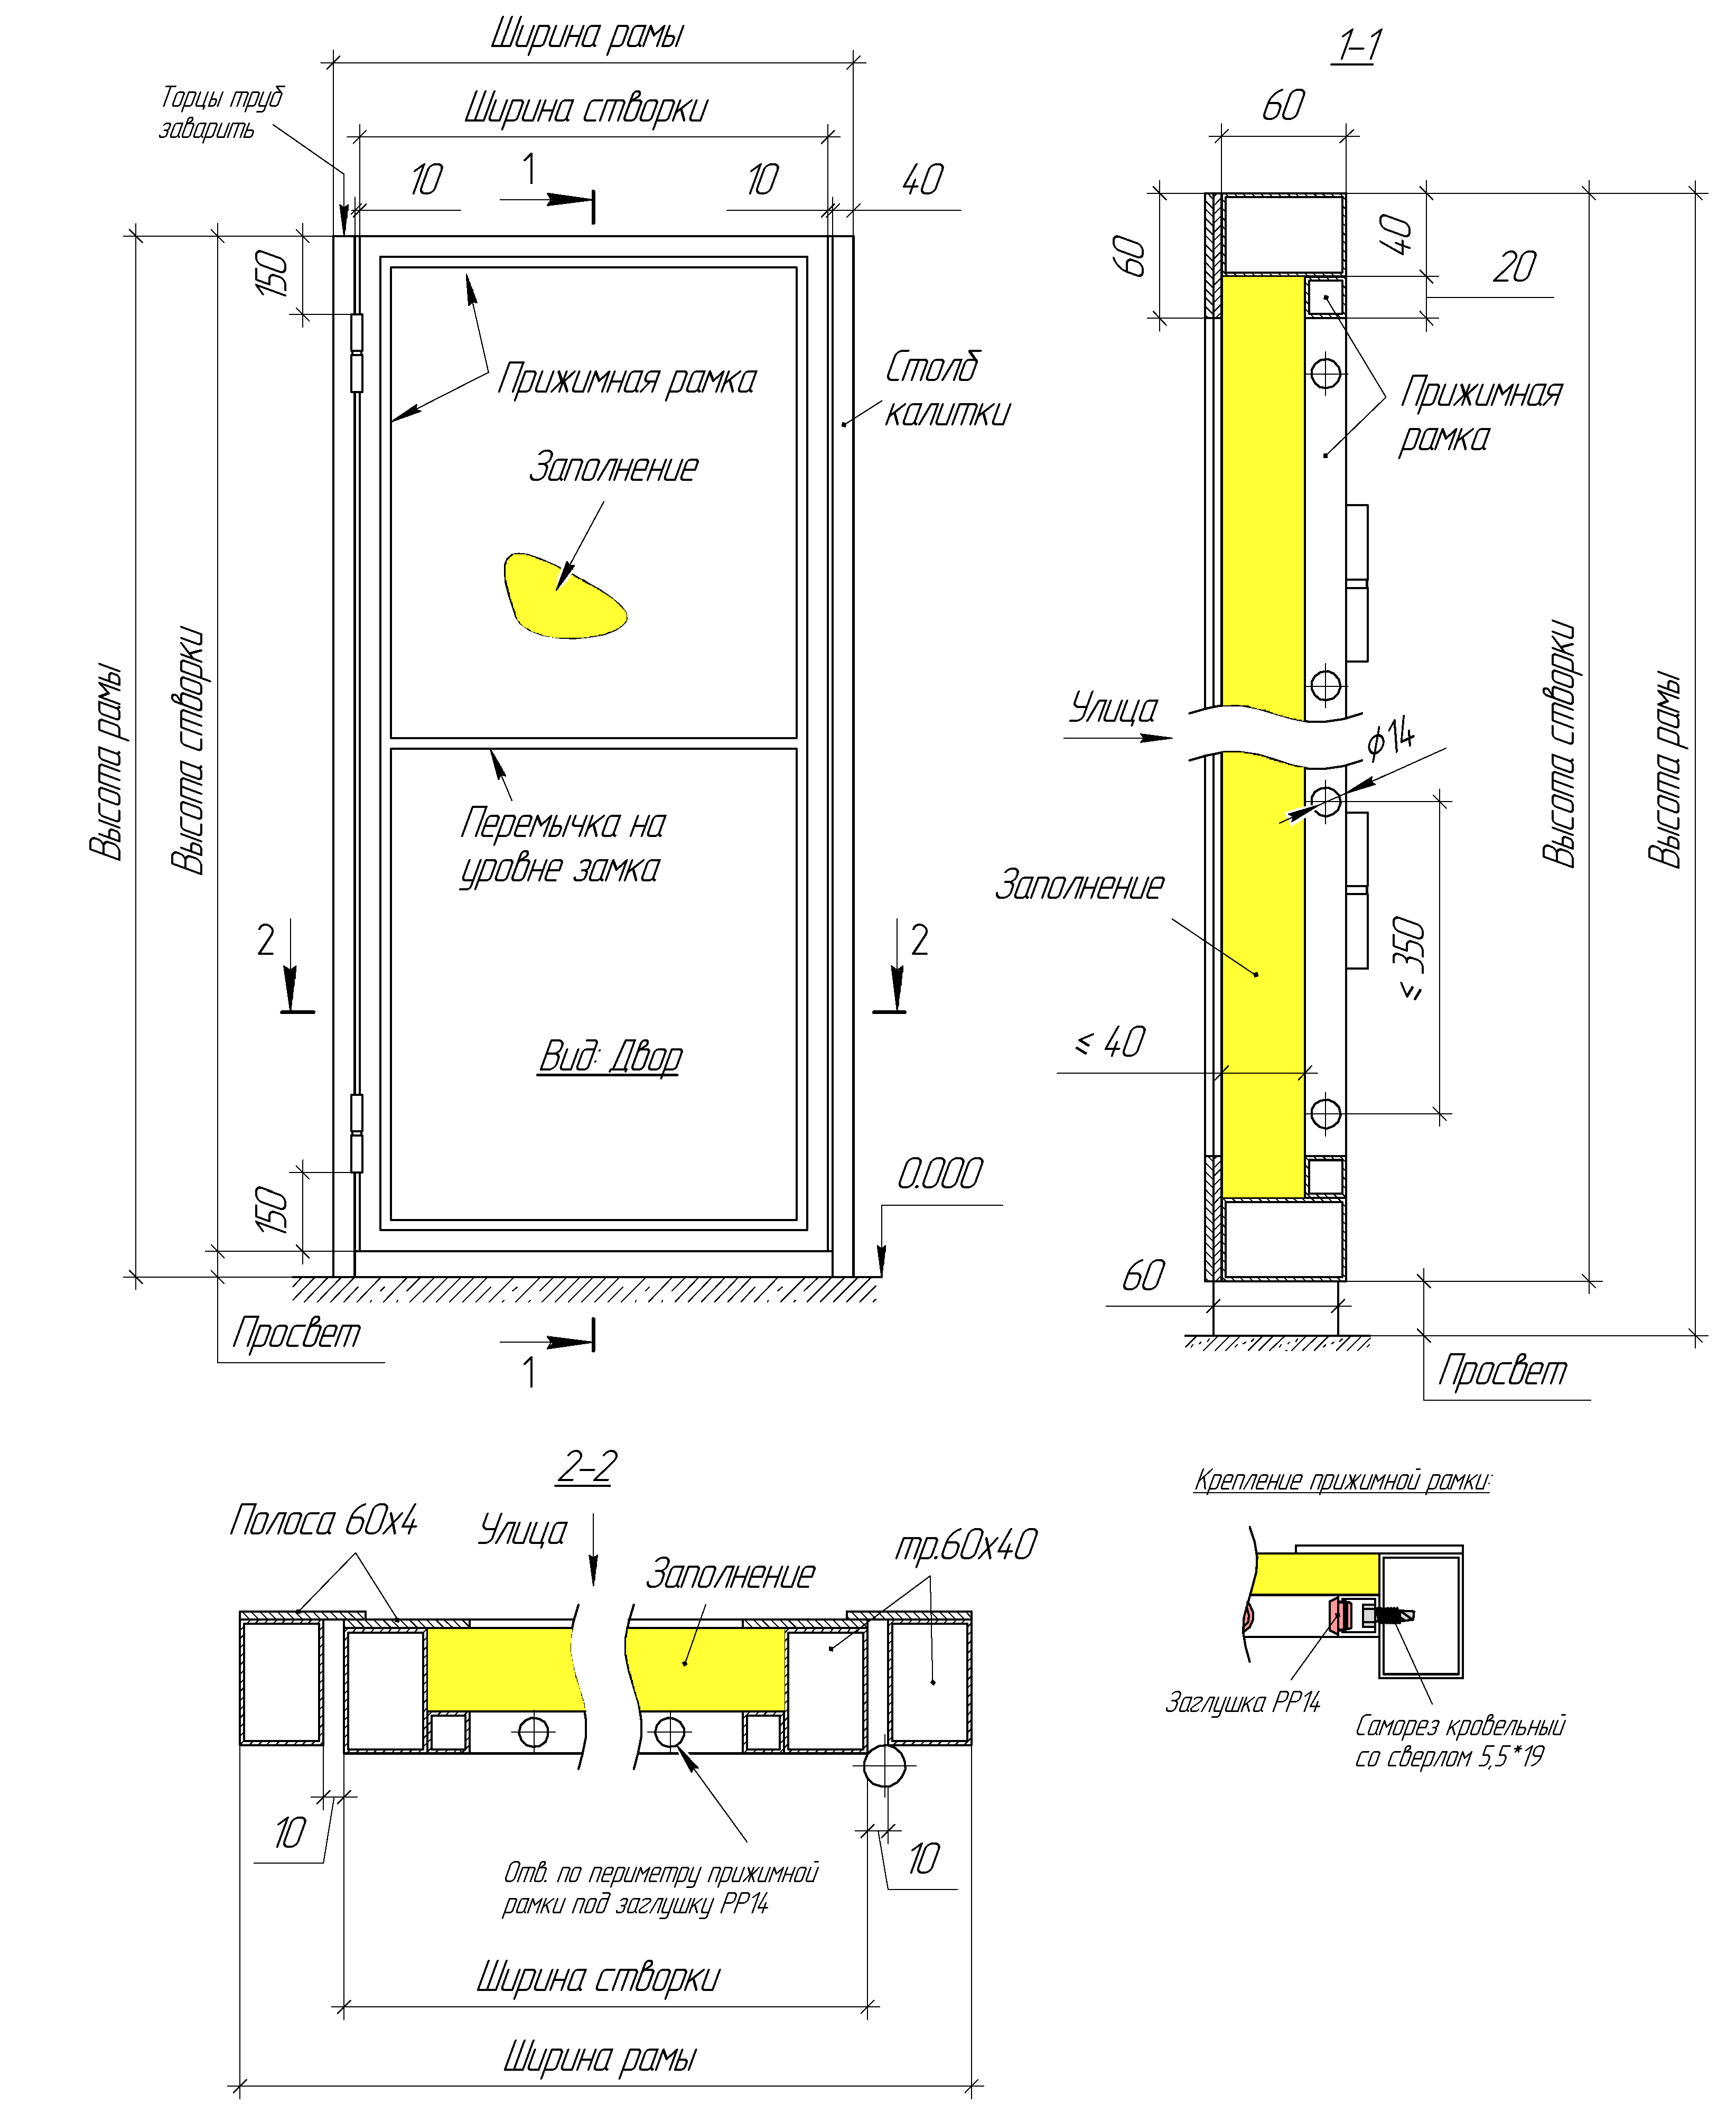 Ширина рамы
1-1
Торцы труб
заварить
Ширина створки
60
1
10
10
40
150
60
40
20
Прижимная рамка
Столб
калитки
Прижимная
рамка
Заполнение
Высота рамы
Высота створки
Улица
ϕ14
Высота створки
Высота рамы
Перемычка на
уровне замка
Заполнение
2
2
≤ 350
≤ 40
Вид: Двор
150
0.000
60
Просвет
1
Просвет
2-2
Крепление прижимной рамки:
Полоса 60х4
Улица
Заполнение
тр.60х40
Заглушка РР14
Саморез кровельный
со сверлом 5,5*19
10
10
Отв. по периметру прижимной
рамки под заглушку РР14
Ширина створки
Ширина рамы